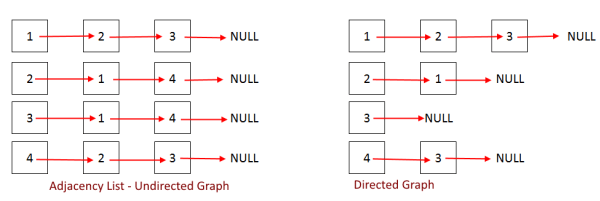 1 2 3 NULL
2 1 4 NULL
3 1 4 NULL
4 2 3 NULL
Adjacency List - Undirected Graph
1 2 3 NULL
2 1 NULL
3 NULL
4 3 NULL
Directed Graph